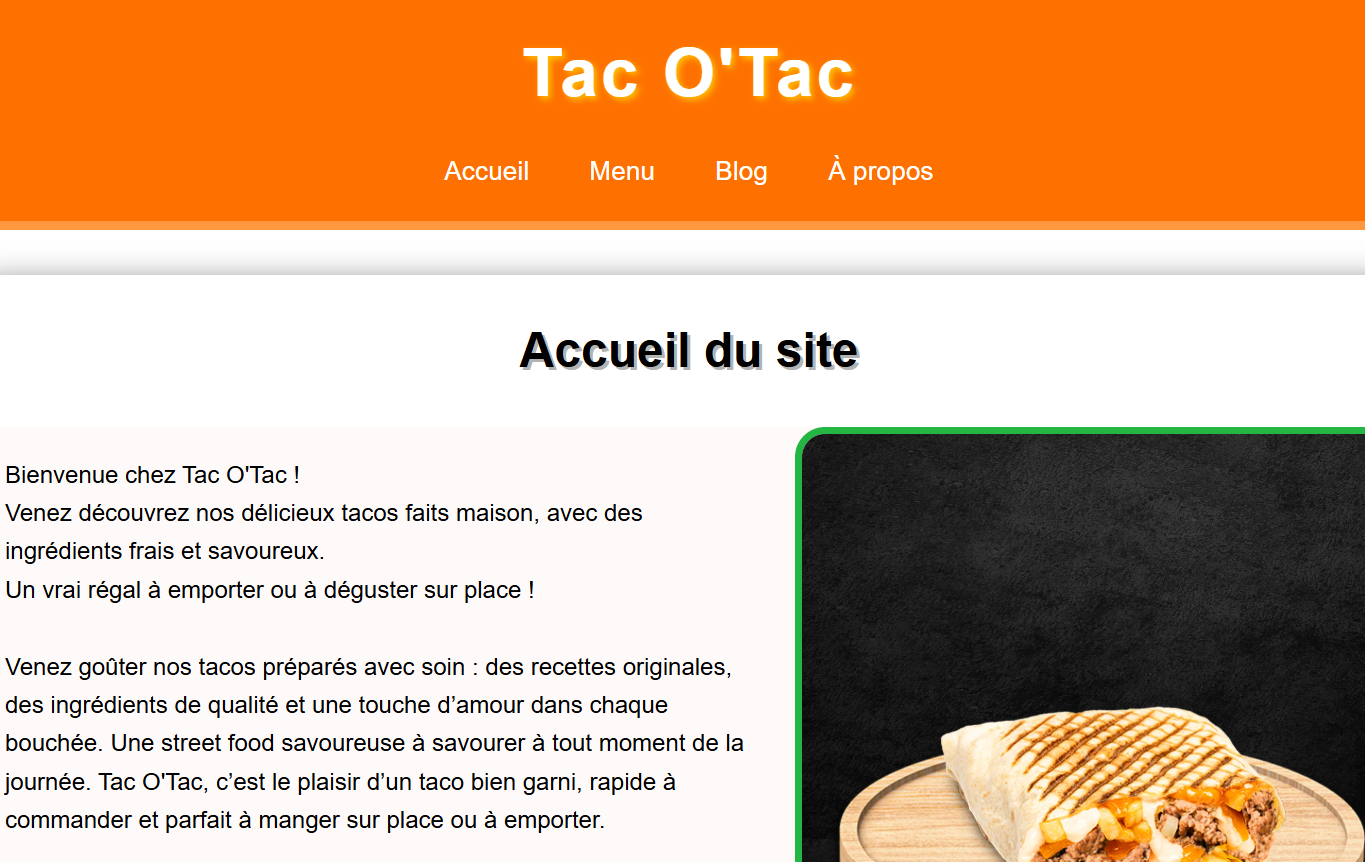 Tac O'Tac
Accueil Menu Blog À propos
Accueil du site
Bienvenue chez Tac O'Tac !
Venez découvrez nos délicieux tacos faits maison, avec des
ingrédients frais et savoureux.
Un vrai régal à emporter ou à déguster sur place !
Venez goûter nos tacos préparés avec soin : des recettes originales,
des ingrédients de qualité et une touche d’amour dans chaque
bouchée. Une street food savoureuse à savourer à tout moment de la
journée. Tac O'Tac, c’est le plaisir d’un taco bien garni, rapide à
commander et parfait à manger sur place ou à emporter.